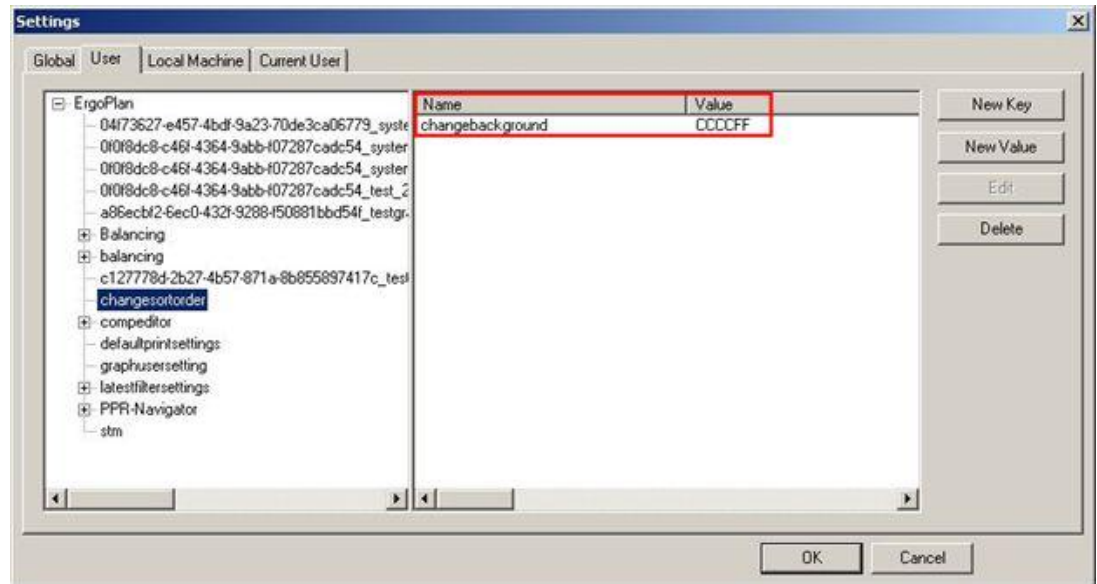 Settings
Global User Local Machine Current User
ErgoPlan
04f73627-e457-4bdf-9a23-70de3ca06779_syste
0f0f8dc8-c46f-4364-9abb-f07287cadc54_system
0f0f8dc8-c46f-4364-9abb-f07287cadc54_system
0f0f8dc8-c46f-4364-9abb-f07287cadc54_test_2
a86ecbf2-6ec0-432f-9288-f50881bbd54f_testgr
Balancing
balancing
c127778d-2b27-4b57-871a-8b855897417c_test
changesortorder
compeditor
defaultprintsettings
graphusersetting
latestfiltersettings
PPR-Navigator
stm
Name Value
changebackground CCCCFF
New Key
New Value
Edit
Delete
OK Cancel